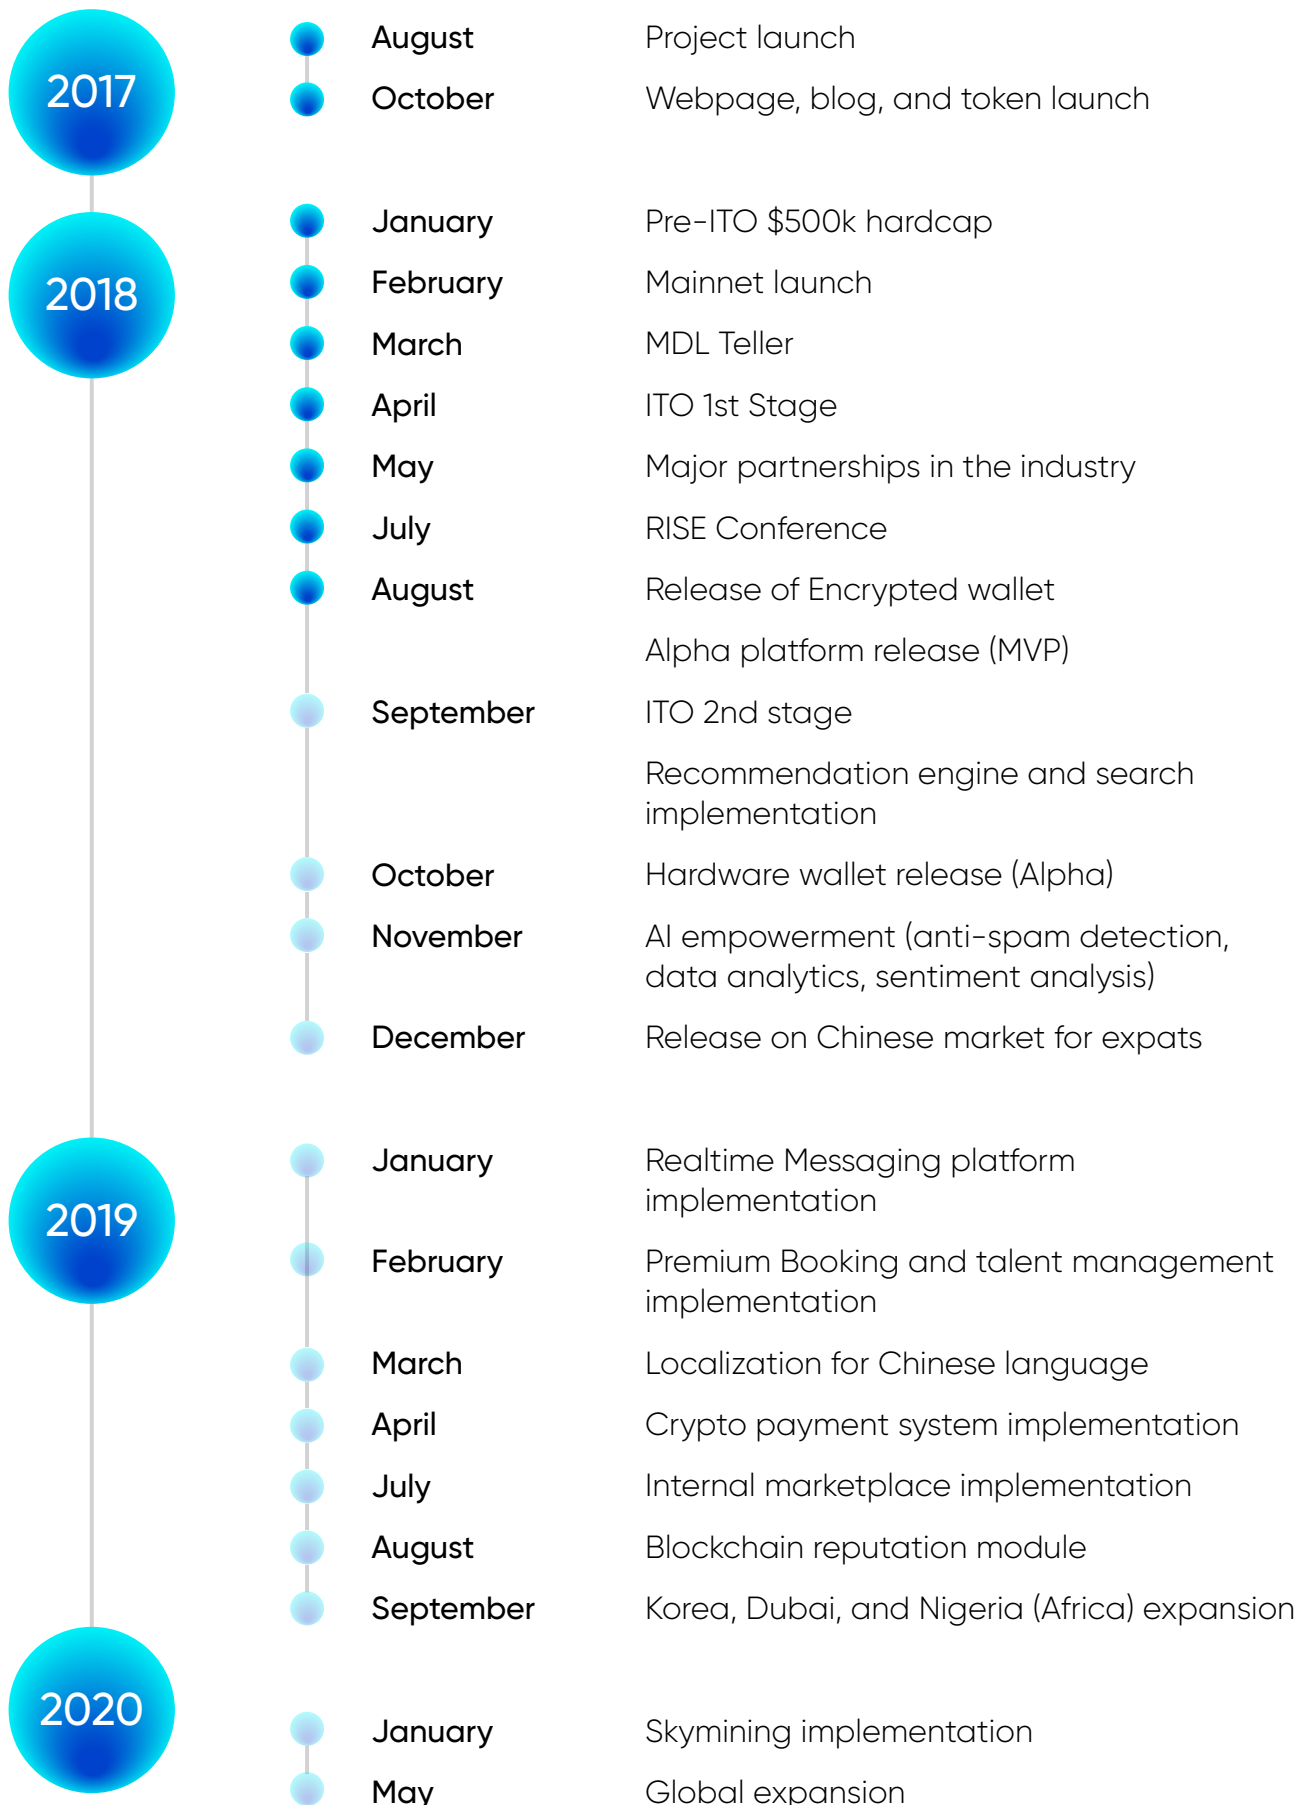 2017
August Project launch
October Webpage, blog, and token launch
2018
January Pre-ITO $500k hardcap
February Mainnet launch
March MDL Teller
April ITO 1st Stage
May Major partnerships in the industry
July RISE Conference
August Release of Encrypted wallet
Alpha platform release (MVP)
September ITO 2nd stage
Recommendation engine and search
implementation
October Hardware wallet release (Alpha)
November AI empowerment (anti-spam detection,
data analytics, sentiment analysis)
December Release on Chinese market for expats
2019
January Realtime Messaging platform
implementation
February Premium Booking and talent management
implementation
March Localization for Chinese language
April Crypto payment system implementation
July Internal marketplace implementation
August Blockchain reputation module
September Korea, Dubai, and Nigeria (Africa) expansion
2020
January Skymining implementation
May Global expansion